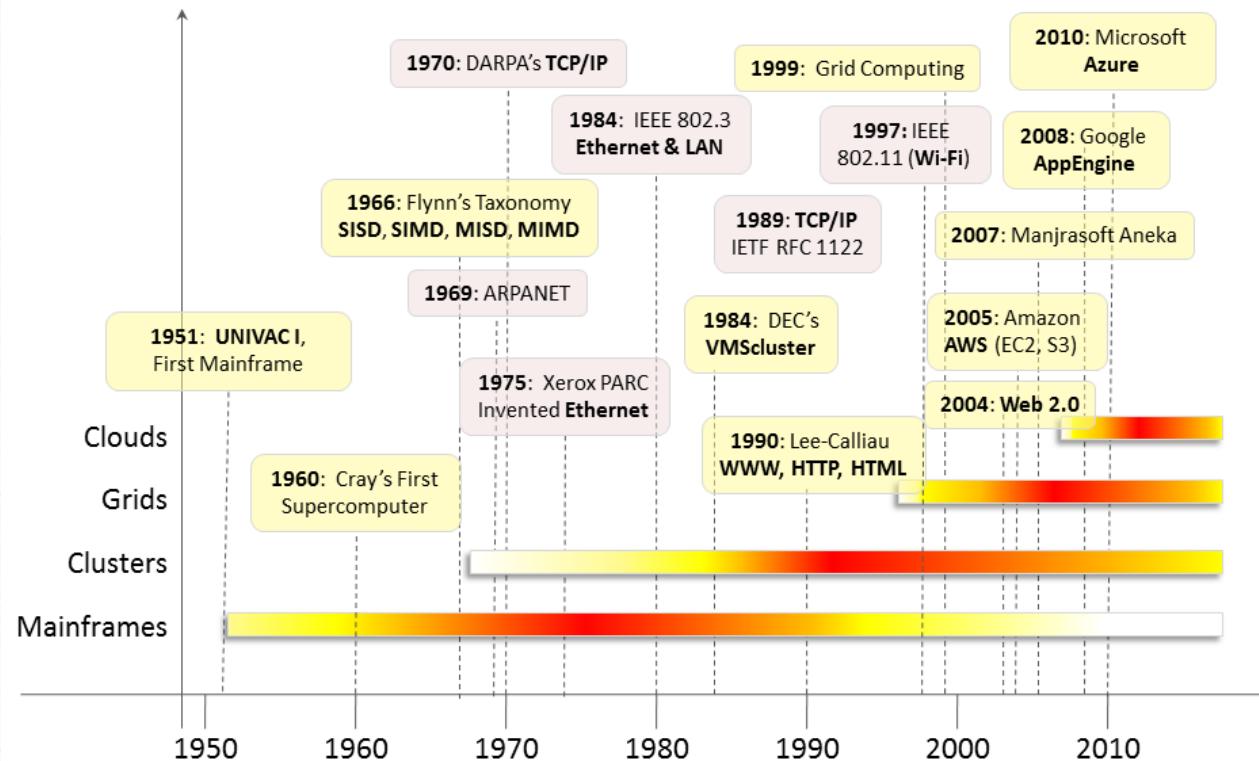 1970: DARPA's TCP/IP
1984: IEEE 802.3
Ethernet & LAN
1999: Grid Computing
2010: Microsoft
Azure
1997: IEEE
802.11 (Wi-Fi)
2008: Google
AppEngine
1966: Flynn's Taxonomy
SISD, SIMD, MISD, MIMD
1989: TCP/IP
IETF RFC 1122
2007: Manjrasoft Aneka
1969: ARPANET
1951: UNIVAC I,
First Mainframe
1984: DEC's
VMScluster
2005: Amazon
AWS (EC2, S3)
1975: Xerox PARC
Invented Ethernet
2004: Web 2.0
1990: Lee-Calliau
WWW, HTTP, HTML
1960: Cray's First
Supercomputer
Clouds
Grids
Clusters
Mainframes
1950 1960 1970 1980 1990 2000 2010